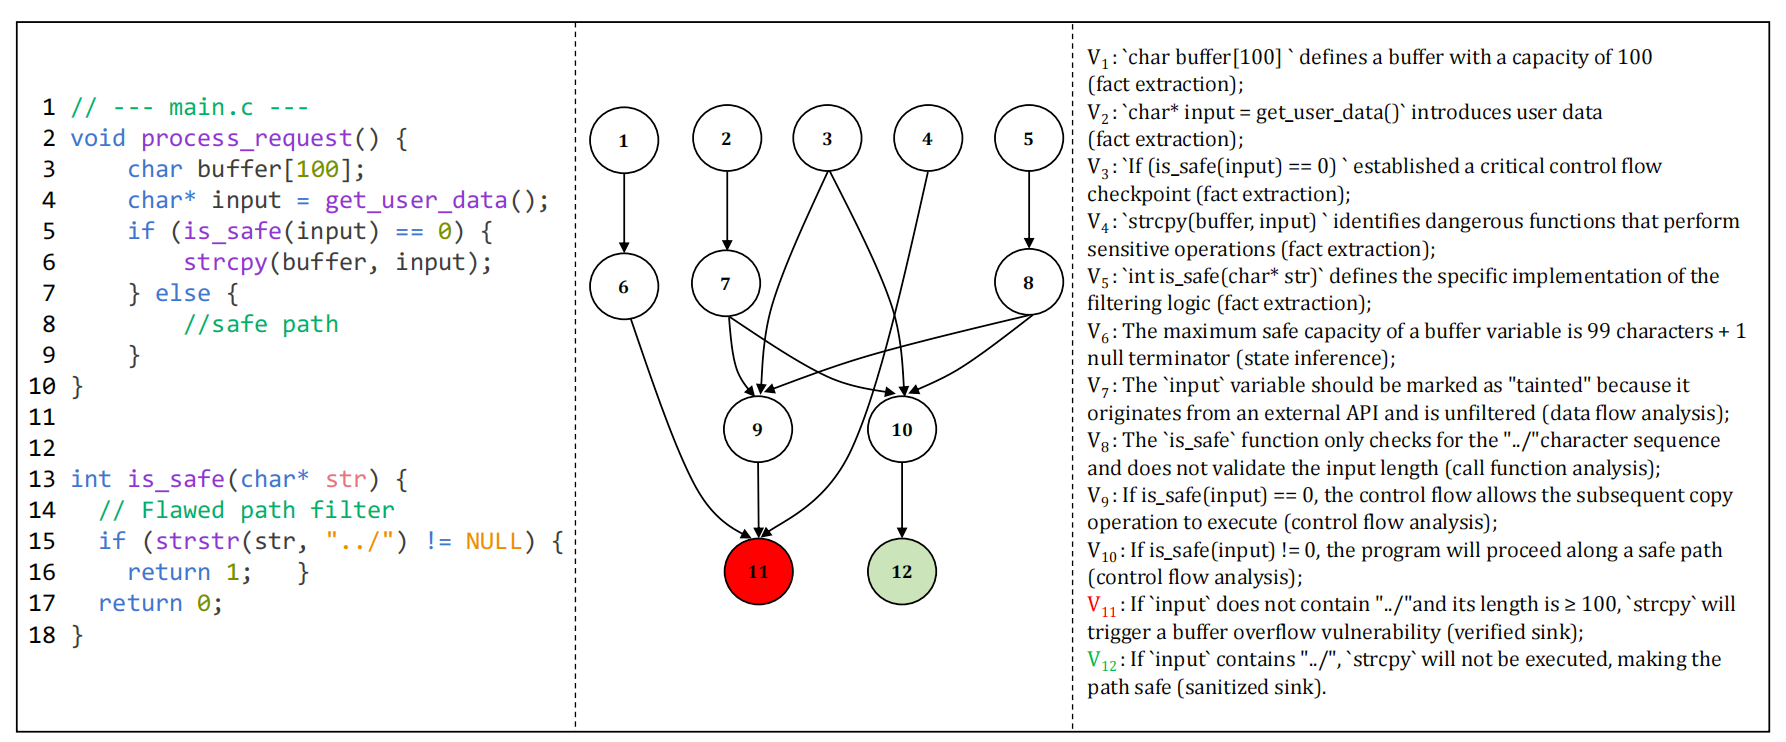 1 // --- main.c ---
2 void process_request() {
3 char buffer[100];
4 char* input = get_user_data();
5 if (is_safe(input) == 0) {
6 strcpy(buffer, input);
7 } else {
8 //safe path
9 }
10 }
11
12
13 int is_safe(char* str) {
14 // Flawed path filter
15 if (strstr(str, "../") != NULL) {
16 return 1; }
17 return 0;
18 }
1 2 3 4 5
6 7 8
9 10
11 12
V1: `char buffer[100] ` defines a buffer with a capacity of 100
(fact extraction);
V2: `char* input = get_user_data()` introduces user data
(fact extraction);
V3: `If (is_safe(input) == 0) ` established a critical control flow
checkpoint (fact extraction);
V4: `strcpy(buffer, input) ` identifies dangerous functions that perform
sensitive operations (fact extraction);
V5: `int is_safe(char* str)` defines the specific implementation of the
filtering logic (fact extraction);
V6: The maximum safe capacity of a buffer variable is 99 characters + 1
null terminator (state inference);
V7: The `input` variable should be marked as "tainted" because it
originates from an external API and is unfiltered (data flow analysis);
V8: The `is_safe` function only checks for the "../"character sequence
and does not validate the input length (call function analysis);
V9: If is_safe(input) == 0, the control flow allows the subsequent copy
operation to execute (control flow analysis);
V10: If is_safe(input) != 0, the program will proceed along a safe path
(control flow analysis);
V11: If `input` does not contain "../"and its length is ≥ 100, `strcpy` will
trigger a buffer overflow vulnerability (verified sink);
V12: If `input` contains "../", `strcpy` will not be executed, making the
path safe (sanitized sink).